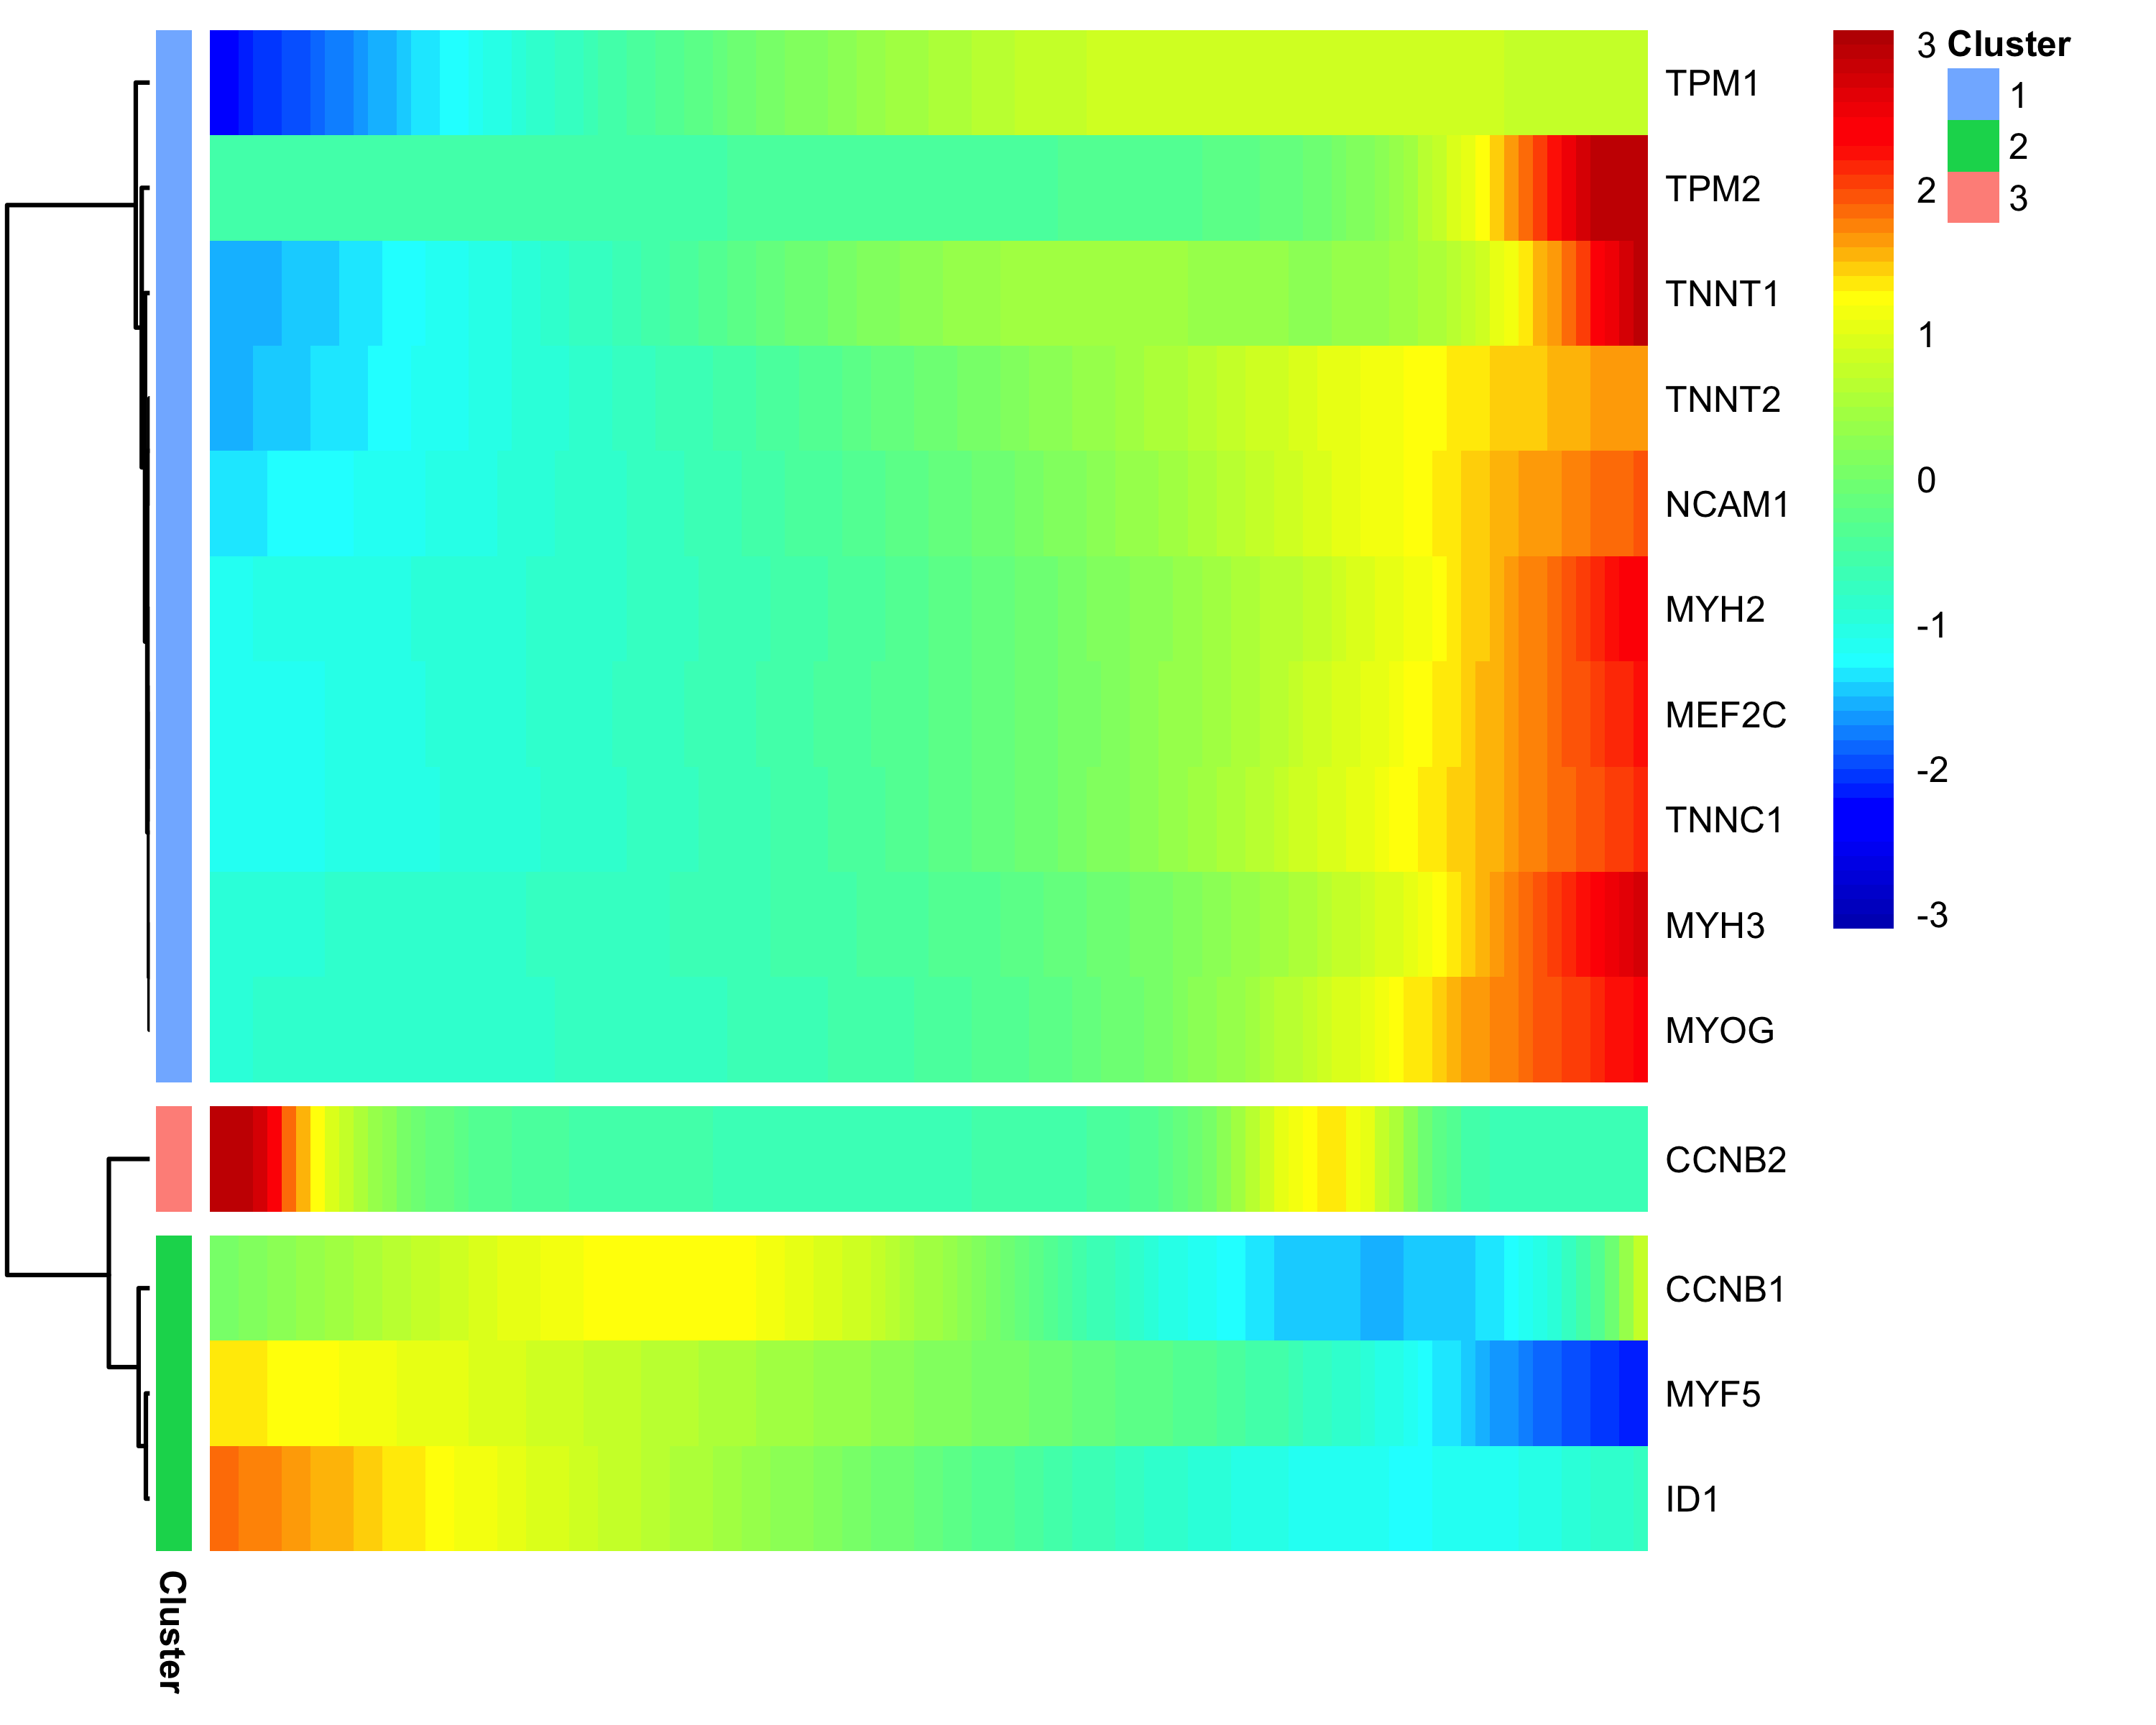 TPM1
TPM2
TNNT1
TNNT2
NCAM1
MYH2
MEF2C
TNNC1
MYH3
MYOG
CCNB2
CCNB1
MYF5
ID1
3
2
1
0
-1
-2
-3
Cluster
1
2
3
Cluster